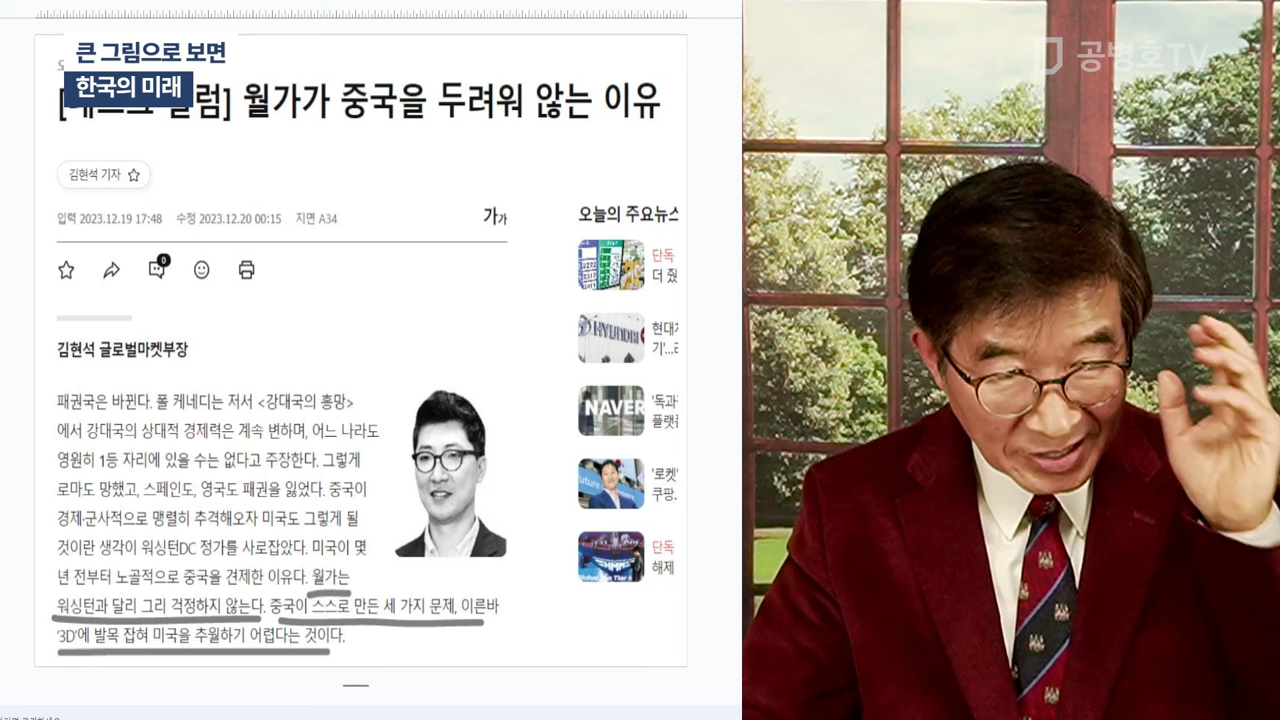 큰 그림으로 보면
한국의 미래
럼] 월가가 중국을 두려워 않는 이유
공병호TV
김현석 기자
입력 2023.12.19 17:48 수정 2023.12.20 00:15 지면 A34
가가
오늘의 주요뉴스
0
단독
더 줬
HYUNDAI
현대차
기'...
김현석 글로벌마켓부장
NAVER
'독과
플랫폼
패권국은 바뀐다. 폴 케네디는 저서 <강대국의 흥망>
에서 강대국의 상대적 경제력은 계속 변하며, 어느 나라도
영원히 1등 자리에 있을 수는 없다고 주장한다. 그렇게
로마도 망했고, 스페인도, 영국도 패권을 잃었다. 중국이
경제·군사적으로 맹렬히 추격해오자 미국도 그렇게 될
것이란 생각이 워싱턴DC 정가를 사로잡았다. 미국이 몇
년 전부터 노골적으로 중국을 견제한 이유다. 월가는
워싱턴과 달리 그리 걱정하지 않는다. 중국이 스스로 만든 세 가지 문제, 이른바
'3D'에 발목 잡혀 미국을 추월하기 어렵다는 것이다.
'로켓'
쿠팡.
단독
해제
HMM